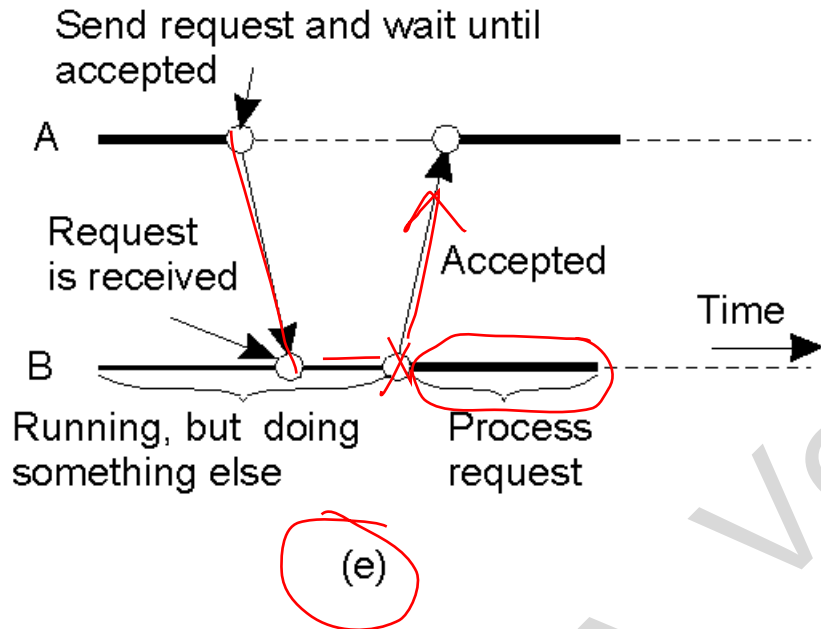 Send request and wait until
accepted
A
Request
is received
Accepted
Time
B
Running, but doing
something else
Process
request
(e)